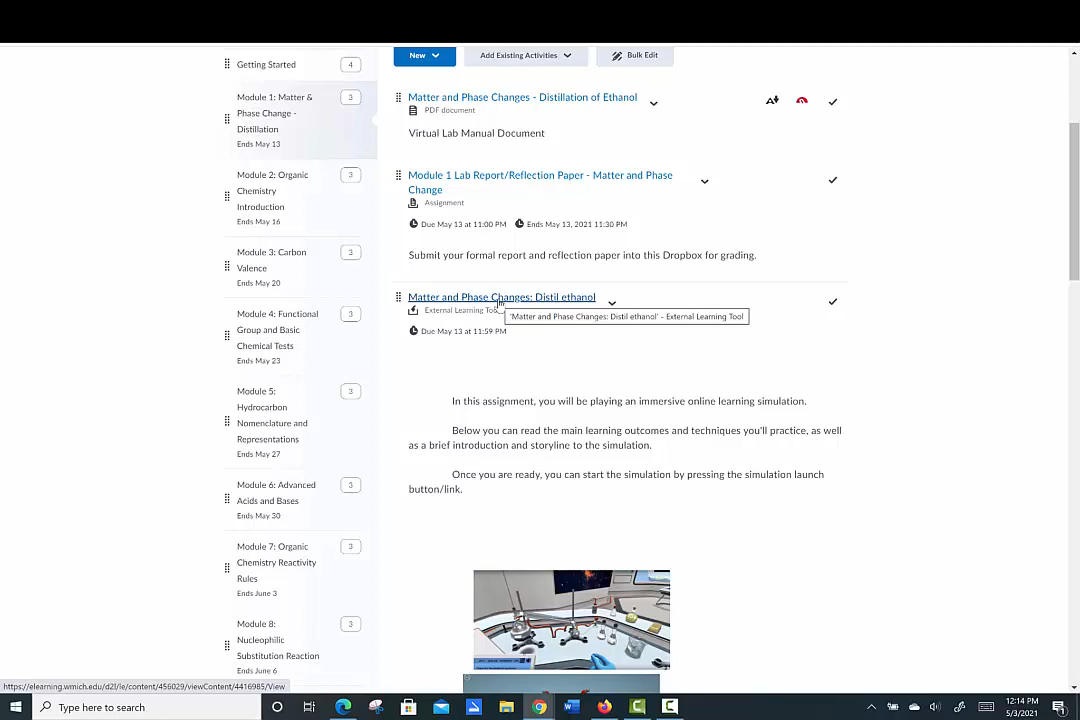 New
Add Existing Activities
Bulk Edit
Getting Started
4
Module 1: Matter &
Phase Change -
Distillation
Ends May 13
3
Module 2: Organic
Chemistry
Introduction
Ends May 16
3
Module 3: Carbon
Valence
Ends May 20
3
Module 4: Functional
Group and Basic
Chemical Tests
Ends May 23
3
Module 5:
Hydrocarbon
Nomenclature and
Representations
Ends May 27
3
Module 6: Advanced
Acids and Bases
Ends May 30
3
Module 7: Organic
Chemistry Reactivity
Rules
Ends June 3
3
Module 8:
Nucleophilic
Substitution Reaction
Ends June 6
3
Matter and Phase Changes - Distillation of Ethanol
PDF document
Virtual Lab Manual Document
Module 1 Lab Report/Reflection Paper - Matter and Phase
Change
Assignment
Due May 13 at 11:00 PM Ends May 13, 2021 11:30 PM
Submit your formal report and reflection paper into this Dropbox for grading.
Matter and Phase Changes: Distil ethanol
External Learning Too
'Matter and Phase Changes: Distil ethanol' - External Learning Tool
Due May 13 at 11:59 PM
In this assignment, you will be playing an immersive online learning simulation.
Below you can read the main learning outcomes and techniques you'll practice, as well
as a brief introduction and storyline to the simulation.
Once you are ready, you can start the simulation by pressing the simulation launch
button/link.
https://elearning.wmich.edu/d2l/le/content/456029/viewContent/4416985/View
Type here to search
12:14 PM
5/3/2021
1